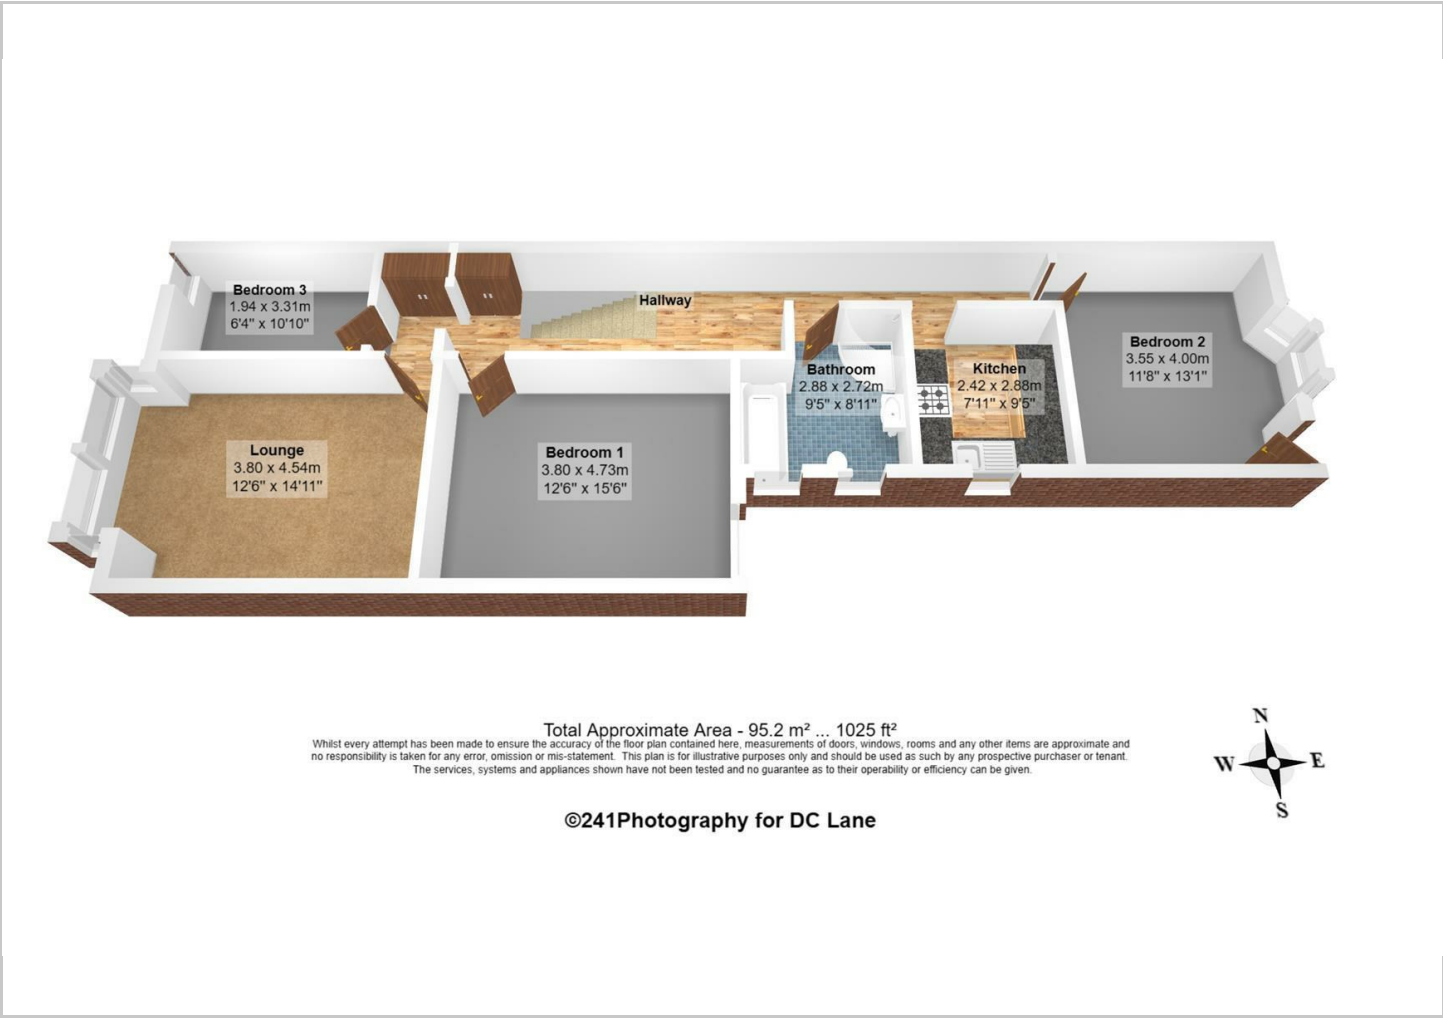 Bedroom 3
1.94 x 3.31m
6'4" x 10'10"
Hallway
Bedroom 2
3.55 x 4.00m
11'8" x 13'1"
Bathroom
2.88 x 2.72m
9'5" x 8'11"
Kitchen
2.42 x 2.88m
7'11" x 9'5"
Lounge
3.80 x 4.54m
12'6" x 14'11"
Bedroom 1
3.80 x 4.73m
12'6" x 15'6"
Total Approximate Area - 95.2 m² ... 1025 ft²
Whilst every attempt has been made to ensure the accuracy of the floor plan contained here, measurements of doors, windows, rooms and any other items are approximate and
no responsibility is taken for any error, omission or mis-statement. This plan is for illustrative purposes only and should be used as such by any prospective purchaser or tenant.
The services, systems and appliances shown have not been tested and no guarantee as to their operability or efficiency can be given.
©241Photography for DC Lane
N
W E
S